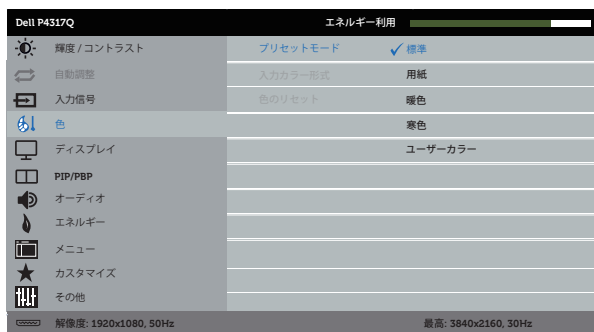 Dell P4317Q エネルギー利用
輝度 / コントラスト プリセットモード 標準
自動調整 入力カラー形式 用紙
入力信号 色のリセット 暖色
色 寒色
ディスプレイ ユーザーカラー
PIP/PBP
オーディオ
エネルギー
メニュー
カスタマイズ
その他
解像度: 1920x1080, 50Hz 最高: 3840x2160, 30Hz